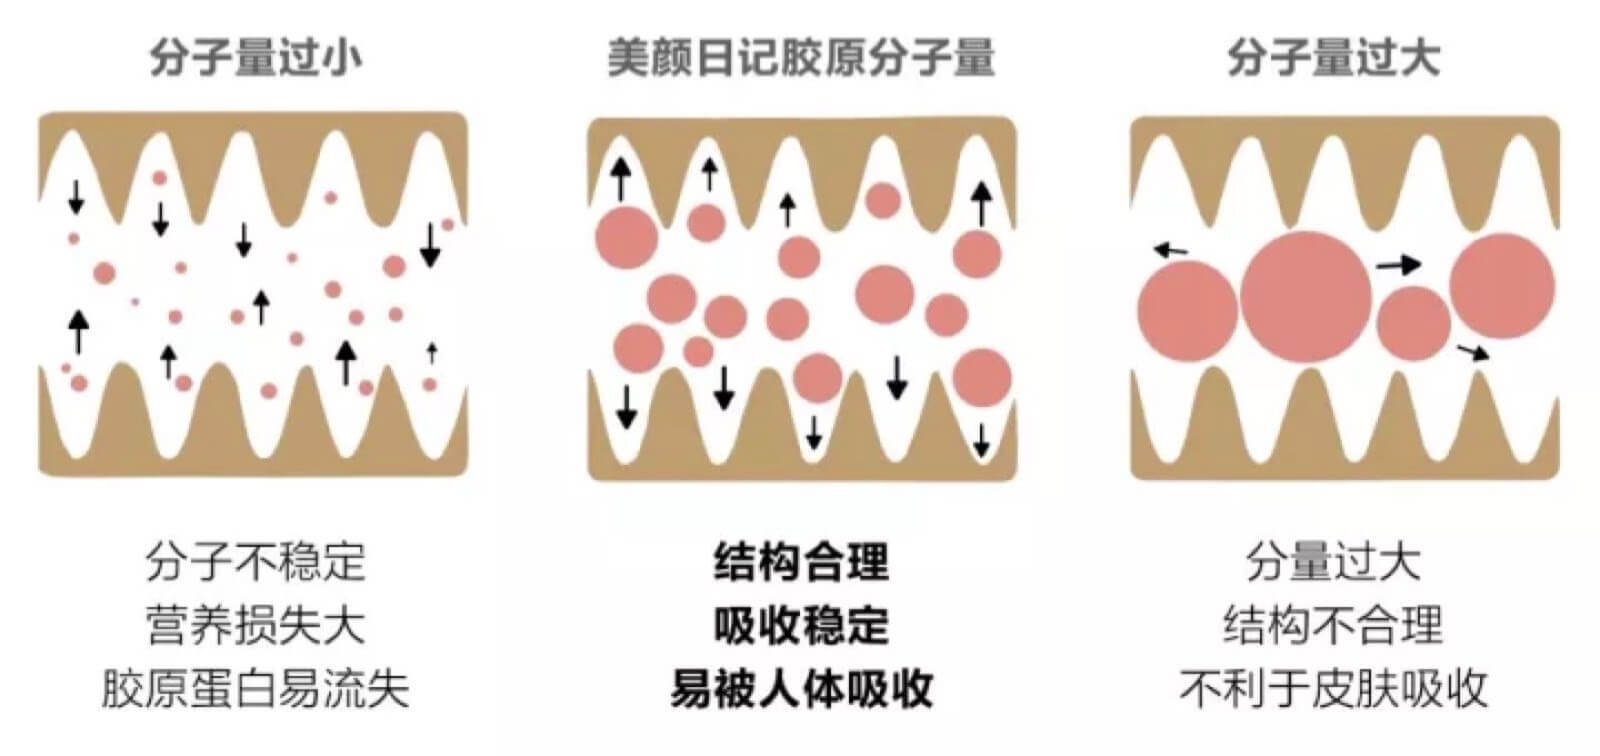 分子量过小
美颜日记胶原分子量
分子量过大
分子不稳定
营养损失大
胶原蛋白易流失
结构合理
吸收稳定
易被人体吸收
分量过大
结构不合理
不利于皮肤吸收